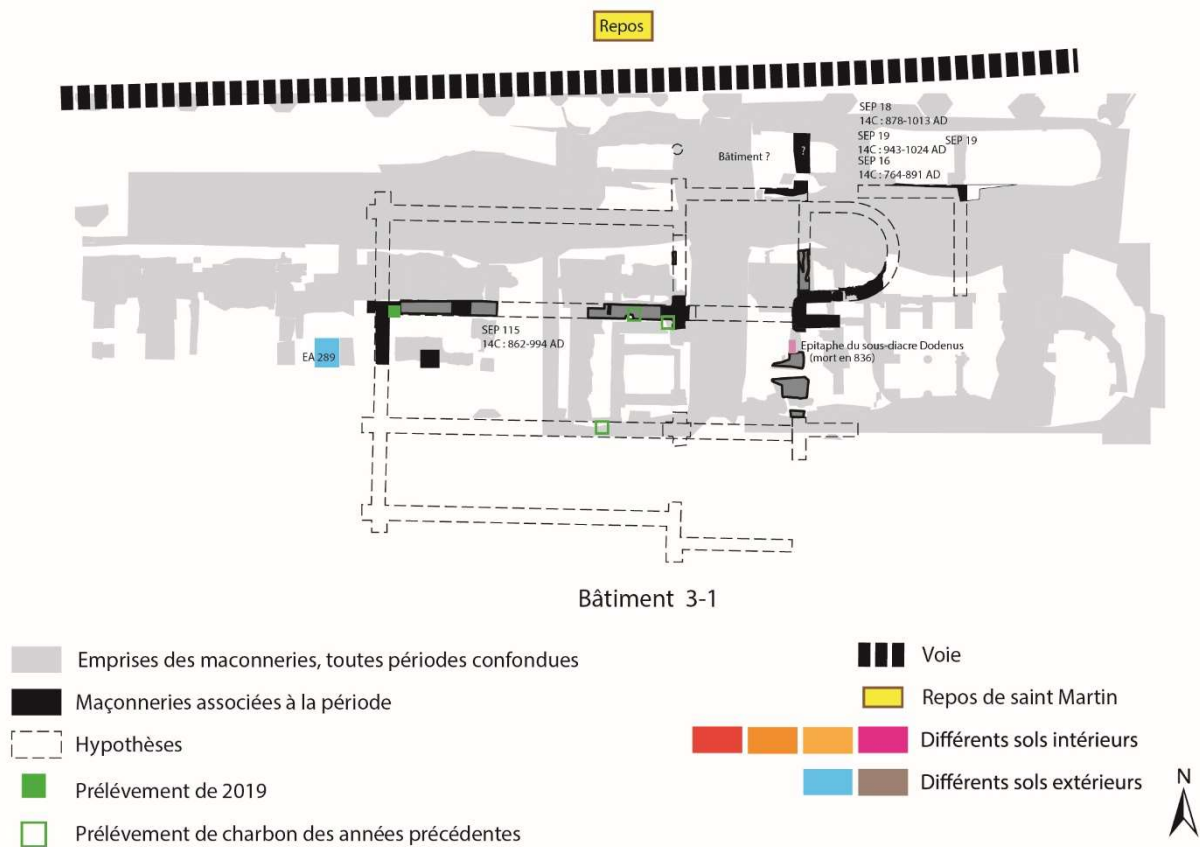 Repos
SEP 18
14C : 878-1013 AD
SEP 19
14C : 943-1024 AD
SEP 19
SEP 16
14C : 764-891 AD
Bâtiment ?
?
SEP 115
14C : 862-994 AD
EA 289
Epitaphe du sous-diacre Dodenus
(mort en 836)
Bâtiment 3-1
Emprises des maconneries, toutes périodes confondues
Maçonneries associées à la période
Hypothèses
Prélévement de 2019
Prélévement de charbon des années précédentes
Voie
Repos de saint Martin
Différents sols intérieurs
Différents sols extérieurs
N